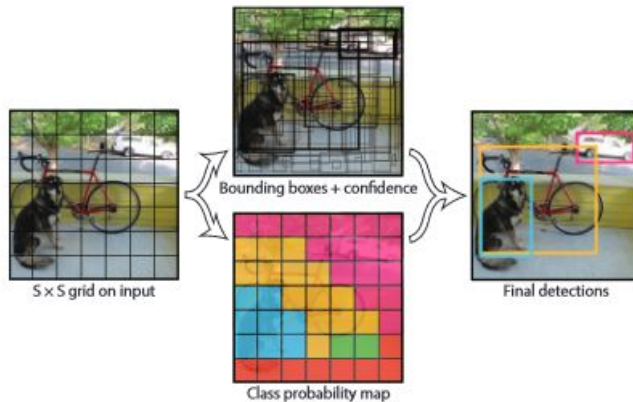 Bounding boxes + confidence
S × S grid on input
Final detections
Class probability map